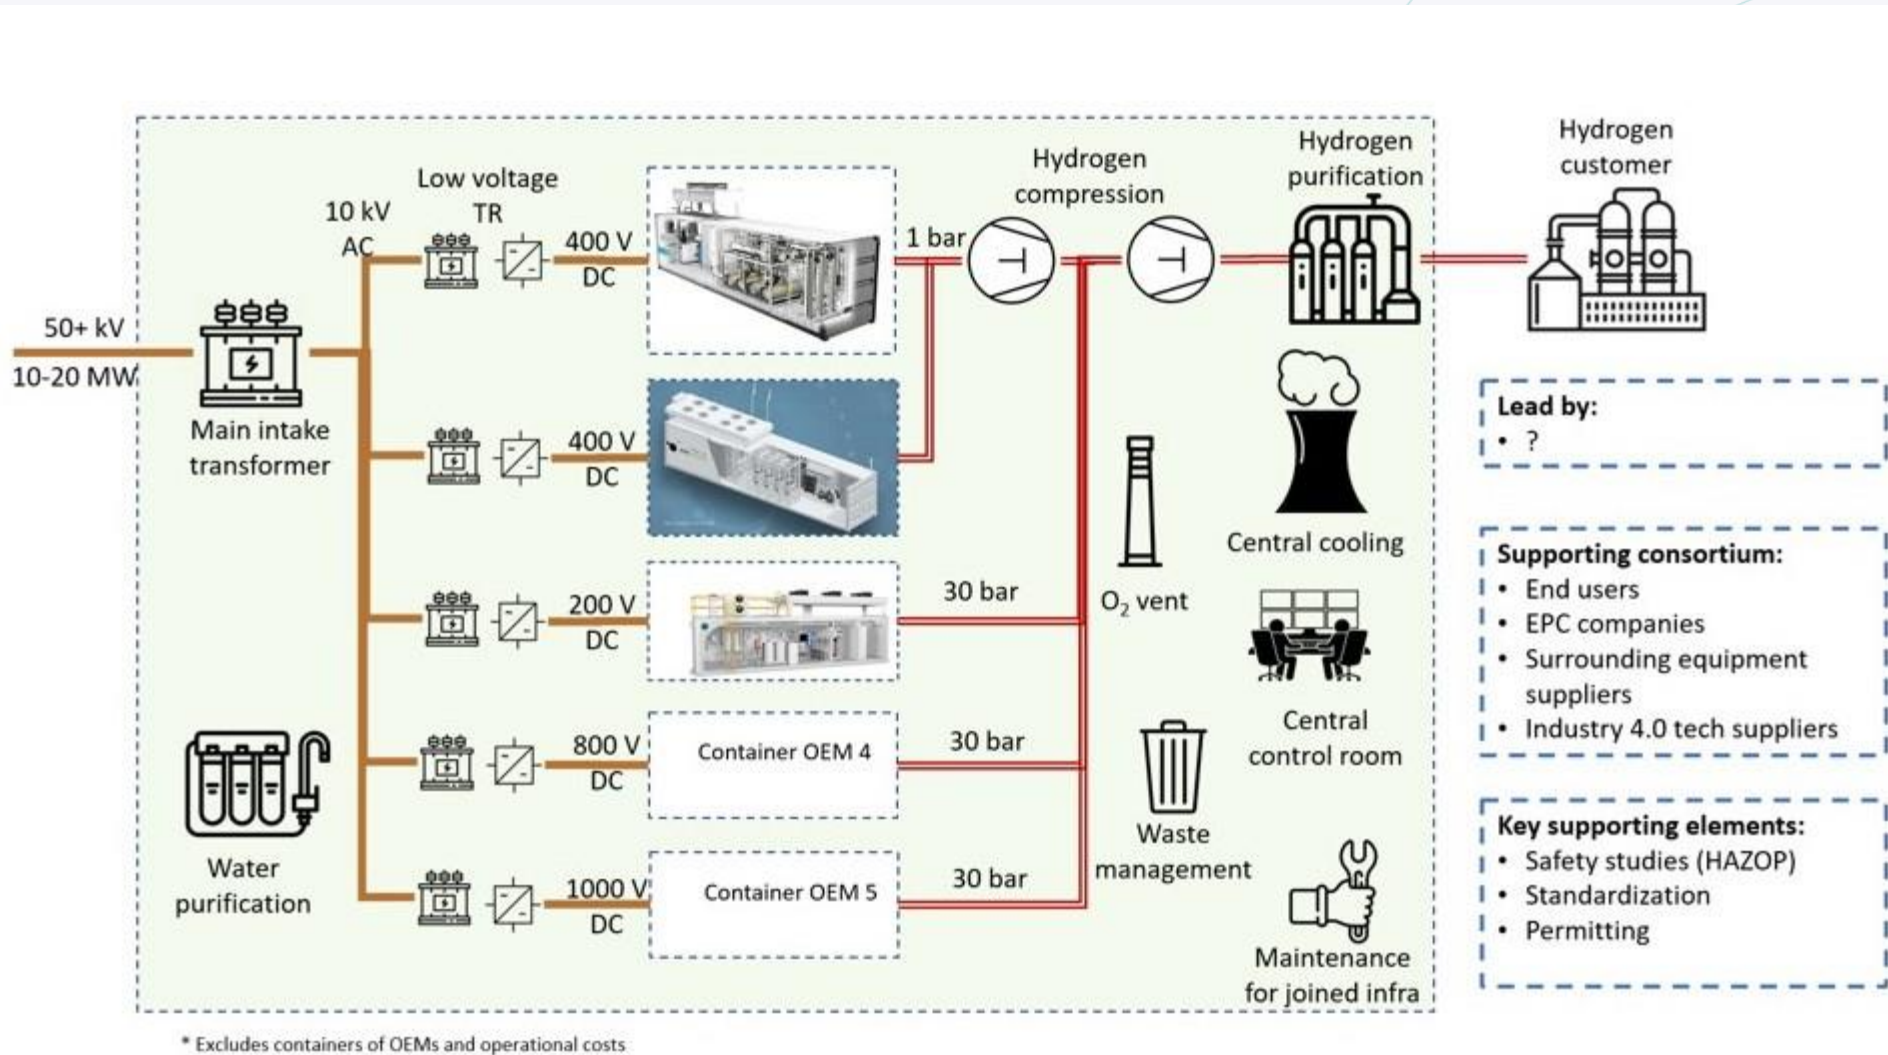 50+ kV
10-20 MW
Main intake
transformer
Water
purification
10 kV
AC
Low voltage
TR
400 V
DC
400 V
DC
200 V
DC
800 V
DC
1000 V
DC
Container OEM 4
Container OEM 5
1 bar
30 bar
30 bar
30 bar
Hydrogen
compression
Hydrogen
purification
O₂ vent
Central cooling
Central
control room
Waste
management
Maintenance
for joined infra
Hydrogen
customer
Lead by:
• ?
Supporting consortium:
• End users
• EPC companies
• Surrounding equipment
suppliers
• Industry 4.0 tech suppliers
Key supporting elements:
• Safety studies (HAZOP)
• Standardization
• Permitting
* Excludes containers of OEMs and operational costs